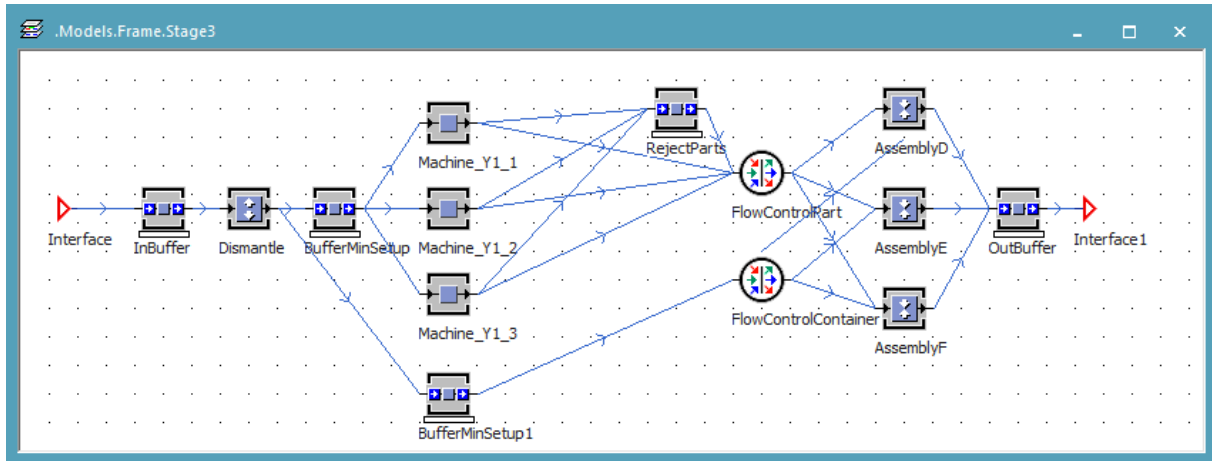 .Models.Frame.Stage3
RejectParts
AssemblyD
Machine_Y1_1
FlowControlPart
Interface
InBuffer
Dismantle
BufferMinSetup
Machine_Y1_2
AssemblyE
OutBuffer
Interface1
FlowControlContainer
Machine_Y1_3
AssemblyF
BufferMinSetup1